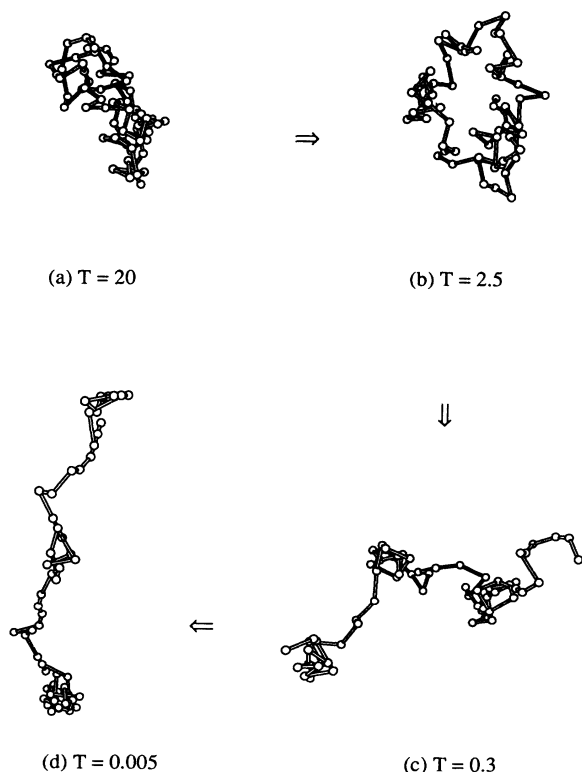 ⇒
(a) T = 20
(b) T = 2.5
⇓
⇐
(d) T = 0.005
(c) T = 0.3